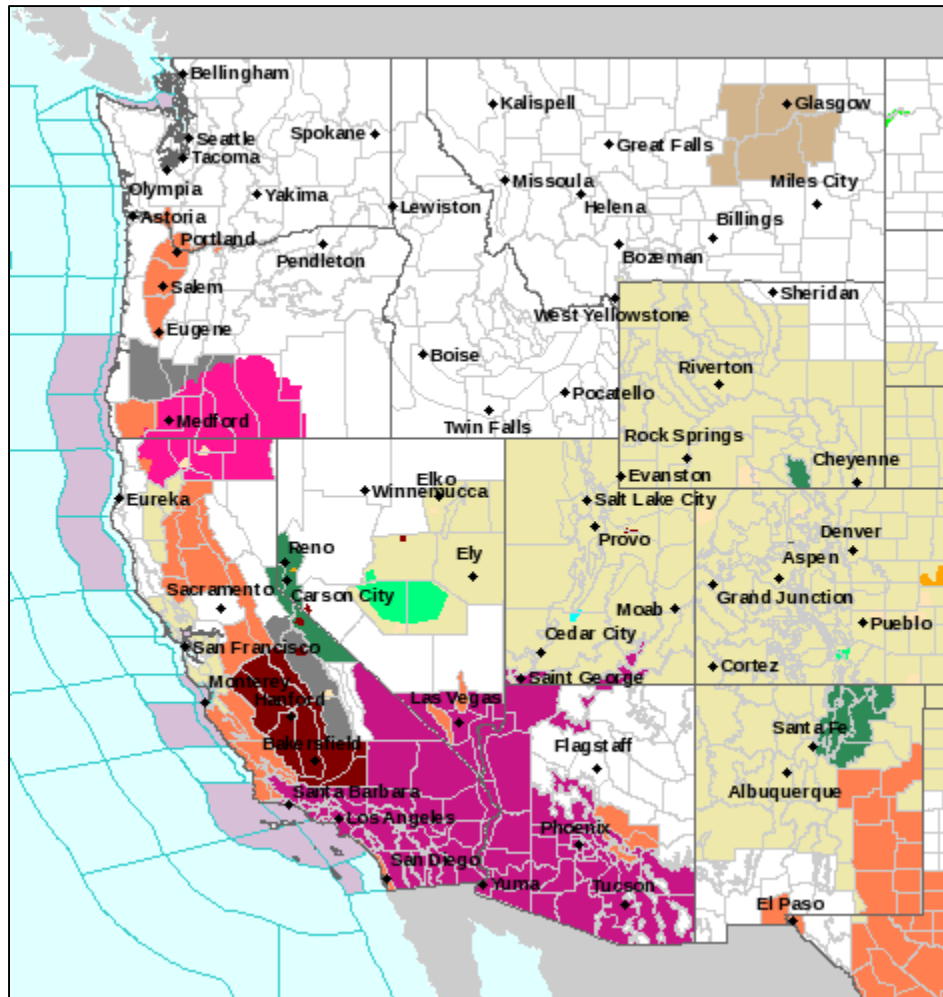 Bellingham
Kalispell
Glasgow
Seattle
Spokane
Great Falls
Tacoma
Olympia
Missoula
Miles City
Yakima
Lewiston
Helena
Astoria
Billings
Portland
Pendleton
Bozeman
Salem
Sheridan
West Yellowstone
Eugene
Boise
Riverton
Pocatello
Medford
Twin Falls
Rock Springs
Cheyenne
Evanston
Elko
Winnemucca
Eureka
Salt Lake City
Provo
Denver
Reno
Ely
Aspen
Carson City
Grand Junction
Sacramento
Moab
Pueblo
Cedar City
San Francisco
Cortez
Saint George
Monterey
Hanford
Las Vegas
Santa Fe
Bakersfield
Flagstaff
Albuquerque
Santa Barbara
Los Angeles
Phoenix
San Diego
Yuma
Tucson
El Paso